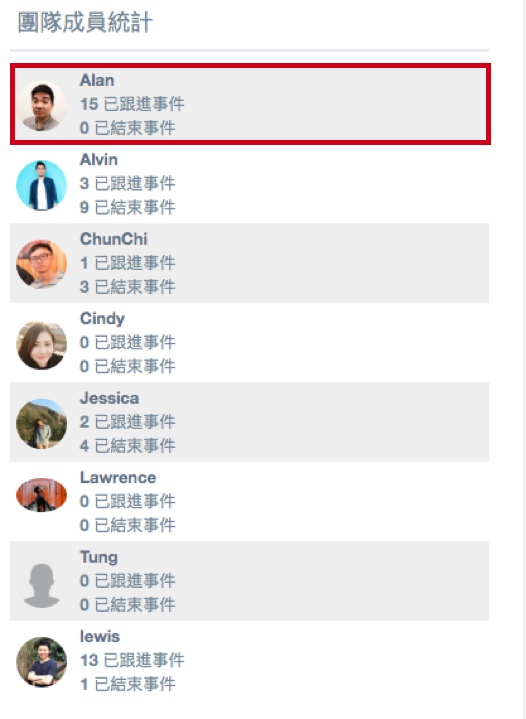 團隊成員統計
Alan
15 已跟進事件
0 已結束事件
Alvin
3 已跟進事件
9 已結束事件
ChunChi
1 已跟進事件
3 已結束事件
Cindy
0 已跟進事件
0 已結束事件
Jessica
2 已跟進事件
4 已結束事件
Lawrence
0 已跟進事件
0 已結束事件
Tung
0 已跟進事件
0 已結束事件
lewis
13 已跟進事件
1 已結束事件